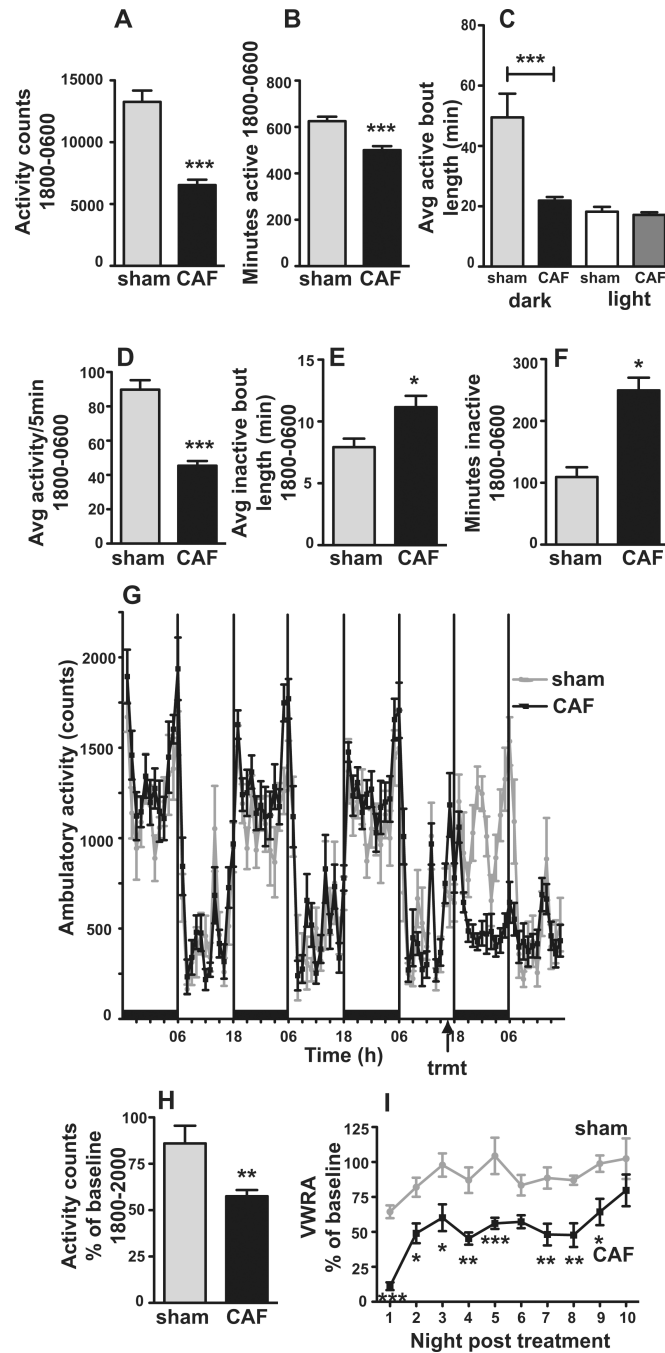 A
Activity counts
1800-0600
15000
10000
5000
0
***
sham CAF
B
Minutes active 1800-0600
800
600
400
200
0
***
sham CAF
C
Avg active bout
length (min)
80
60
40
20
0
***
sham CAF sham CAF
dark light
D
Avg activity/5min
1800-0600
100
80
60
40
20
0
***
sham CAF
E
Avg inactive bout
length (min)
1800-0600
15
10
5
0
*
sham CAF
F
Minutes inactive
1800-0600
300
200
100
0
*
sham CAF
G
Ambulatory activity (counts)
2000
1750
1500
1250
1000
750
500
250
0
sham
CAF
06 18 06 18 06 18 06
Time (h)
trmt
H
Activity counts
% of baseline
1800-2000
100
75
50
25
0
**
sham CAF
I
VWRA
% of baseline
125
100
75
50
25
0
sham
CAF
*** * * ** *** ** ** *
1 2 3 4 5 6 7 8 9 10
Night post treatment